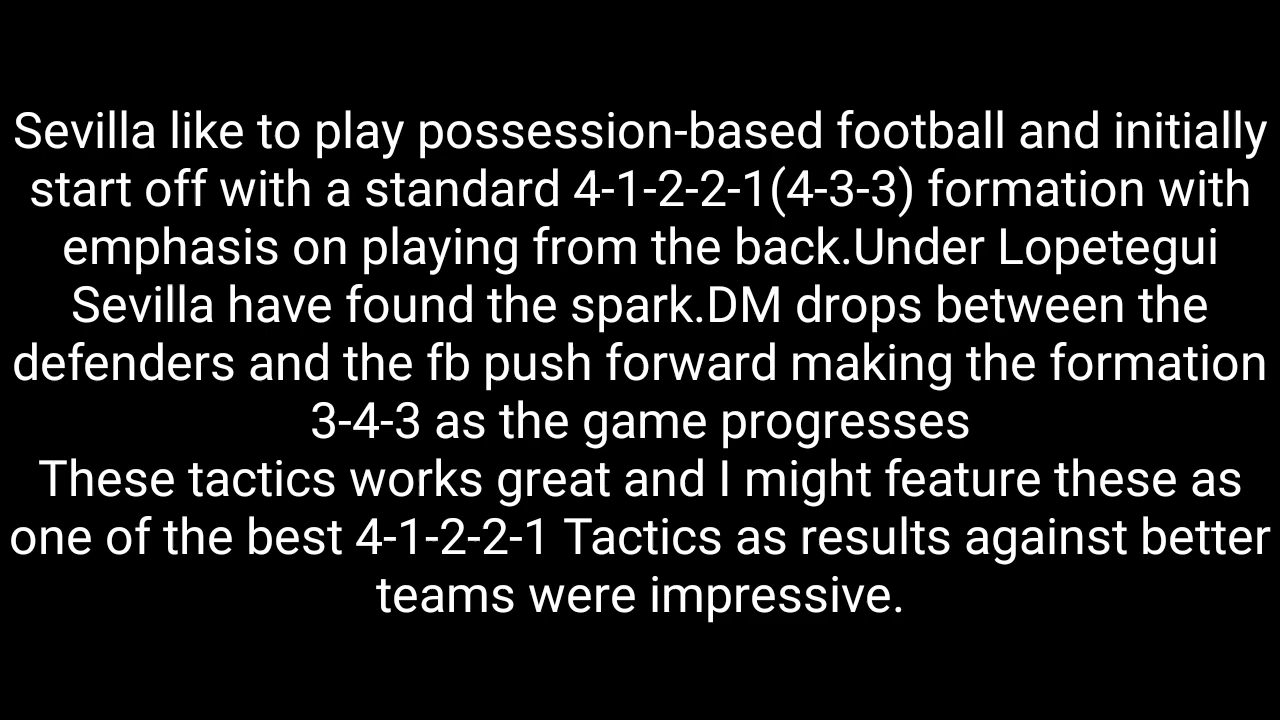 Sevilla like to play possession-based football and initially
start off with a standard 4-1-2-2-1(4-3-3) formation with
emphasis on playing from the back.Under Lopetegui
Sevilla have found the spark.DM drops between the
defenders and the fb push forward making the formation
3-4-3 as the game progresses
These tactics works great and I might feature these as
one of the best 4-1-2-2-1 Tactics as results against better
teams were impressive.